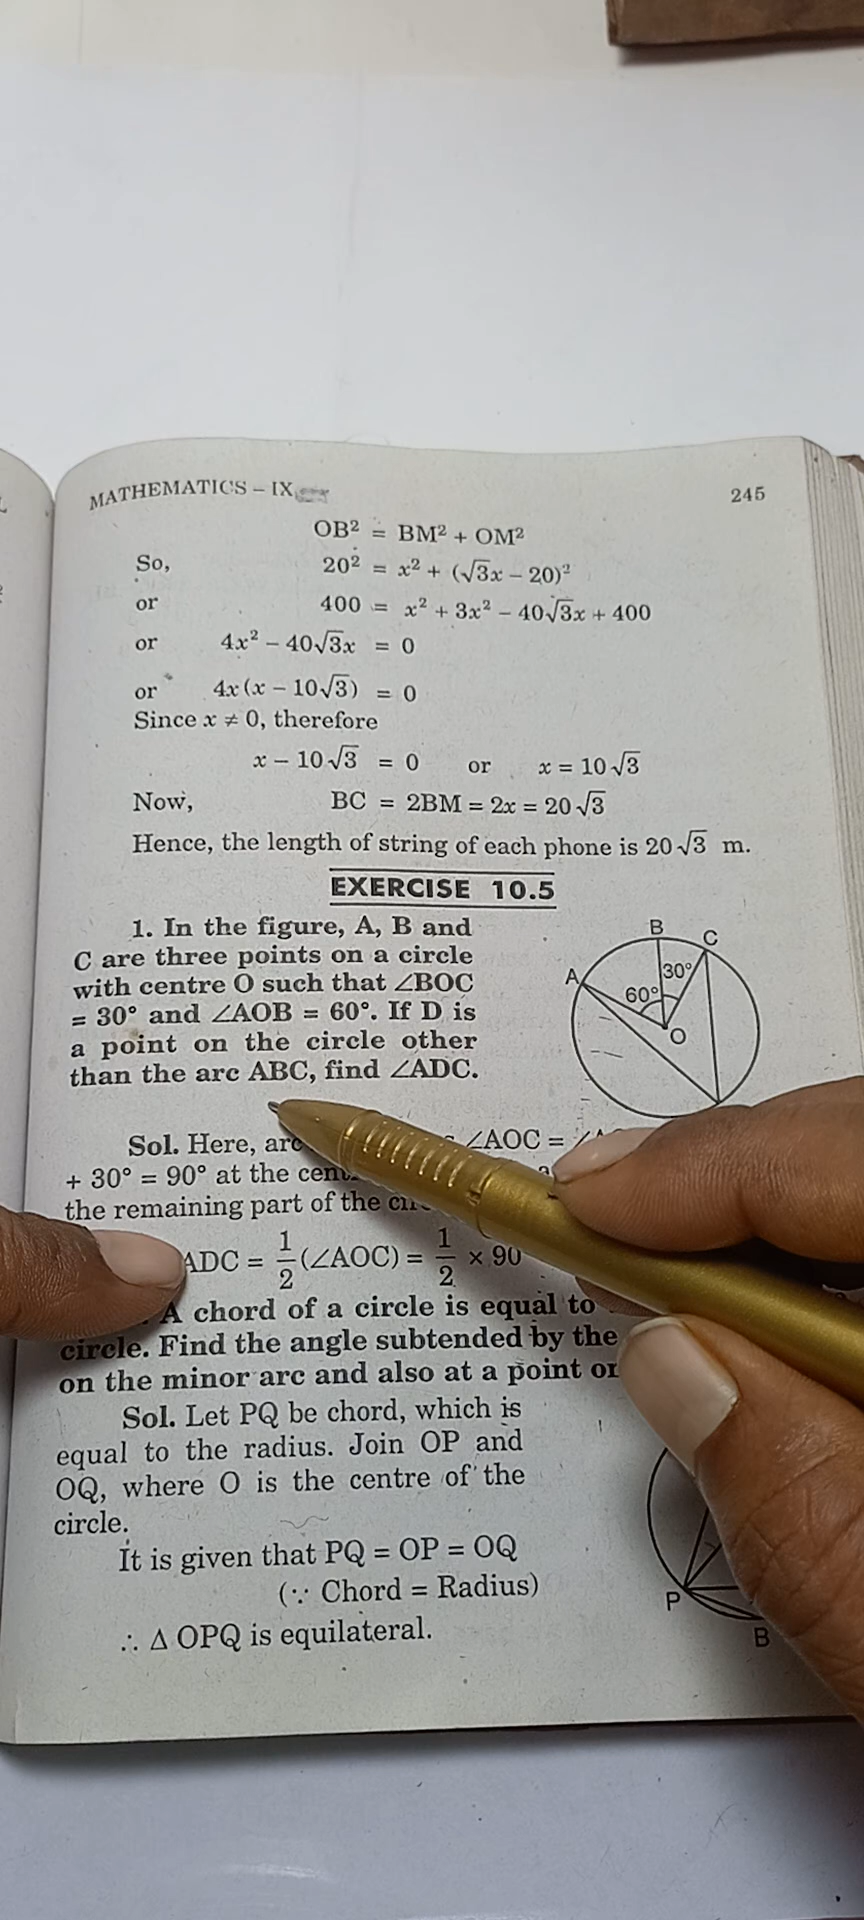 MATHEMATICS – IX
245
OB² = BM² + OM²
So, 20² = x² + (√3x – 20)²
or 400 = x² + 3x² – 40√3x + 400
or 4x² – 40√3x = 0
or 4x(x – 10√3) = 0
Since x ≠ 0, therefore
x – 10√3 = 0 or x = 10√3
Now, BC = 2BM = 2x = 20√3
Hence, the length of string of each phone is 20√3 m.
EXERCISE 10.5
1. In the figure, A, B and
C are three points on a circle
with centre O such that ∠BOC
= 30° and ∠AOB = 60°. If D is
a point on the circle other
than the arc ABC, find ∠ADC.
B
C
A
30°
60°
O
Sol. Here, arc ∠AOC =
+ 30° = 90° at the
the remaining part of the
ADC = 1/2 (∠AOC) = 1/2 × 90
A chord of a circle is equal to
circle. Find the angle subtended by the
on the minor arc and also at a point
Sol. Let PQ be chord, which is
equal to the radius. Join OP and
OQ, where O is the centre of the
circle.
It is given that PQ = OP = OQ
(∵ Chord = Radius)
∴ Δ OPQ is equilateral.
P
B